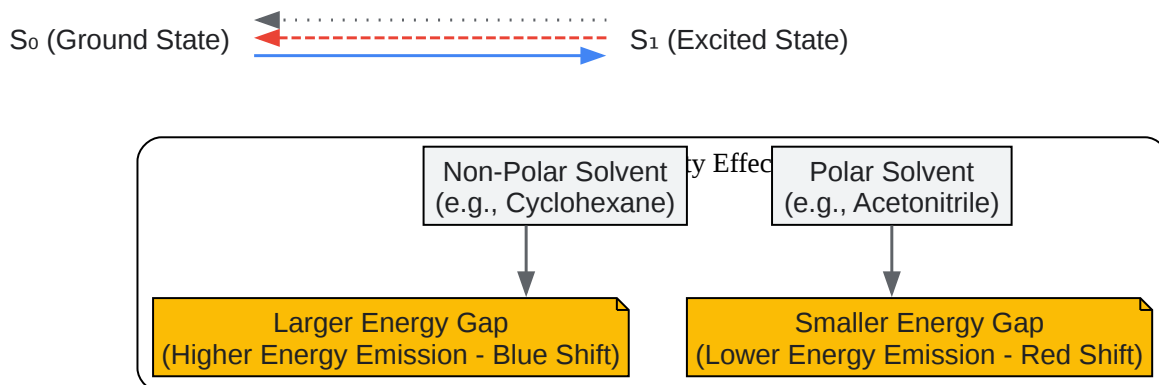 S₀ (Ground State)
S₁ (Excited State)
Non-Polar Solvent
(e.g., Cyclohexane)
Polar Solvent
(e.g., Acetonitrile)
Larger Energy Gap
(Higher Energy Emission - Blue Shift)
Smaller Energy Gap
(Lower Energy Emission - Red Shift)